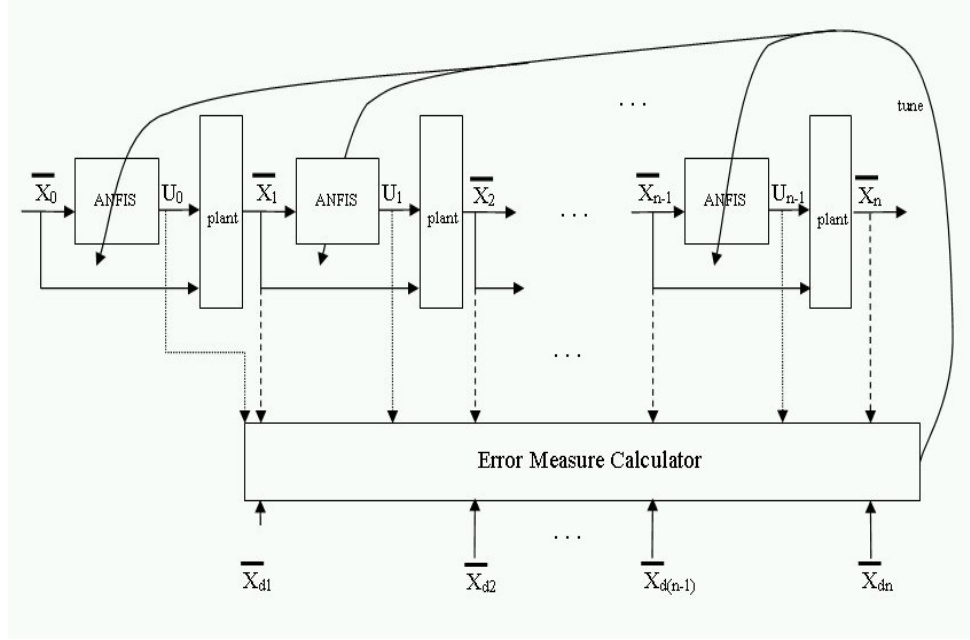 . . .
tune
X̅₀ ANFIS U₀ plant X̅₁ ANFIS U₁ plant X̅₂ . . . X̅ₙ₋₁ ANFIS Uₙ₋₁ plant X̅ₙ
. . .
Error Measure Calculator
. . .
X̅d1 X̅d2 X̅d(n-1) X̅dn